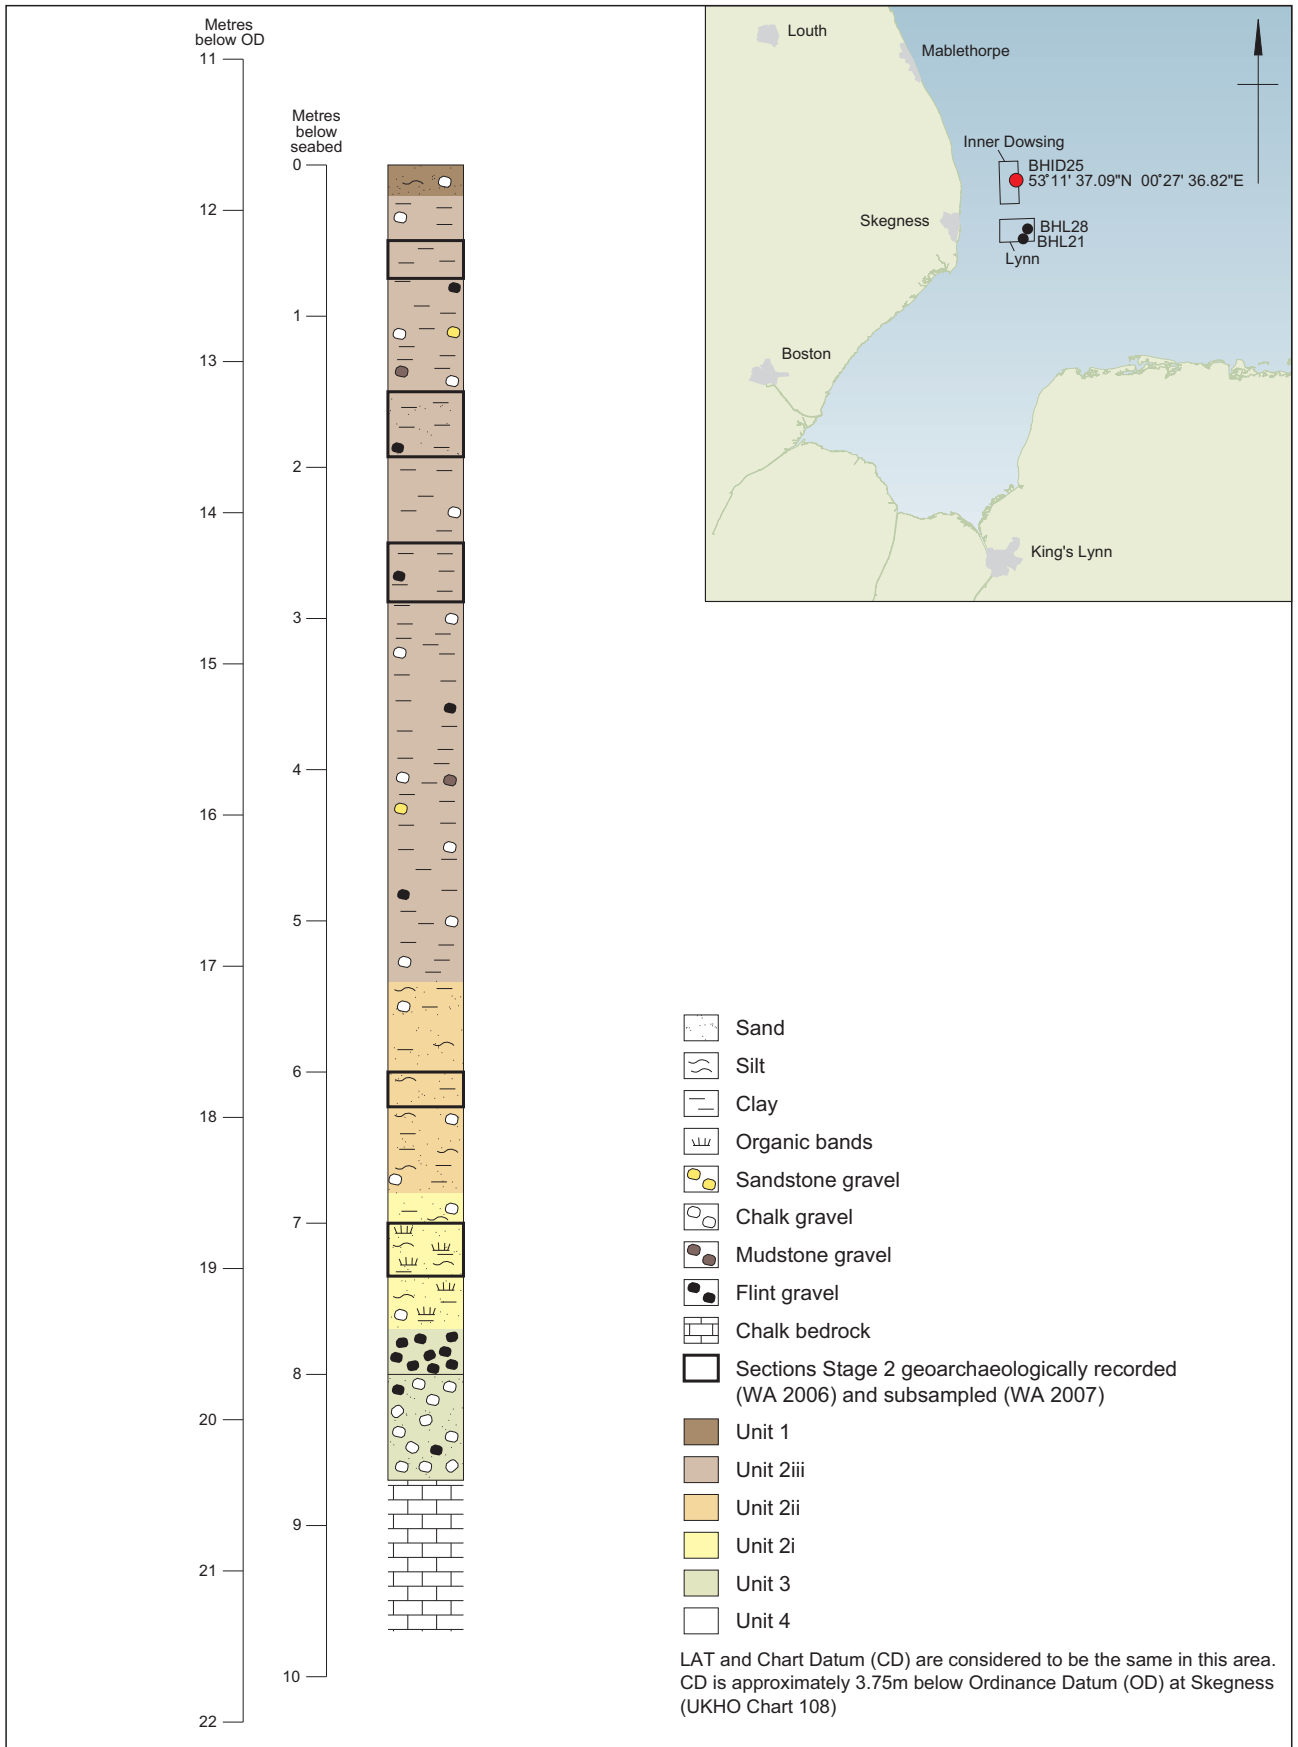 Metres
below OD
11
12
13
14
15
16
17
18
19
20
21
22
Metres
below
seabed
0
1
2
3
4
5
6
7
8
9
10
Louth
Mablethorpe
Inner Dowsing
BHID25
53°11' 37.09"N 00°27' 36.82"E
Skegness
BHL28
BHL21
Lynn
Boston
King's Lynn
Sand
Silt
Clay
Organic bands
Sandstone gravel
Chalk gravel
Mudstone gravel
Flint gravel
Chalk bedrock
Sections Stage 2 geoarchaeologically recorded
(WA 2006) and subsampled (WA 2007)
Unit 1
Unit 2iii
Unit 2ii
Unit 2i
Unit 3
Unit 4
LAT and Chart Datum (CD) are considered to be the same in this area.
CD is approximately 3.75m below Ordinance Datum (OD) at Skegness
(UKHO Chart 108)